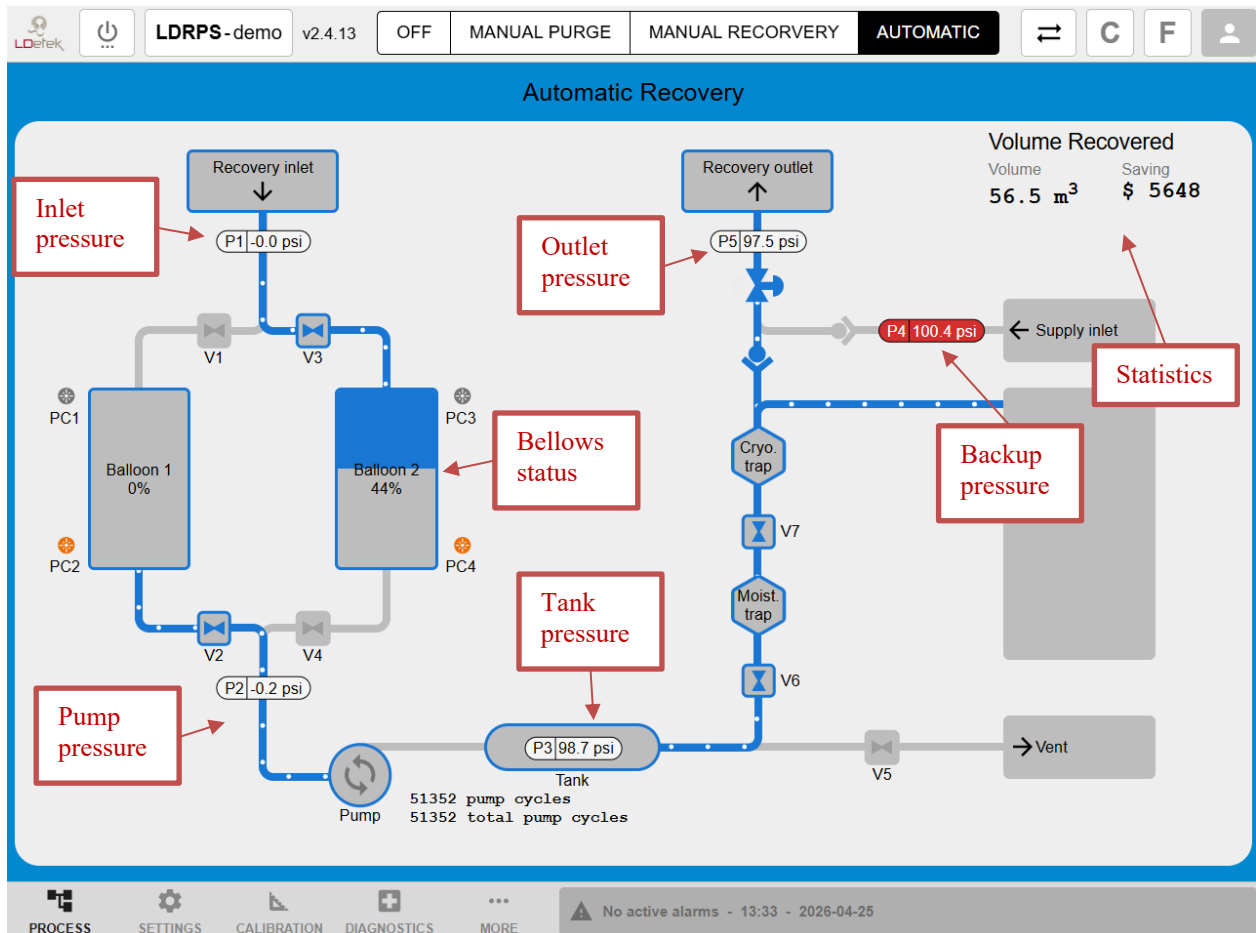 LDetek
LDRPS-demo
v2.4.13
OFF
MANUAL PURGE
MANUAL RECORVERY
AUTOMATIC
C
F
Automatic Recovery
Volume Recovered
Volume
Saving
56.5 m³
$ 5648
Recovery inlet
Recovery outlet
Inlet
pressure
P1 -0.0 psi
Outlet
pressure
P5 97.5 psi
V1
V3
P4 100.4 psi
Supply inlet
Statistics
PC1
PC3
Balloon 1
0%
Balloon 2
44%
Bellows
status
Cryo.
trap
Backup
pressure
PC2
PC4
V7
V2
V4
Moist.
trap
Tank
pressure
V6
P2 -0.2 psi
Pump
pressure
P3 98.7 psi
Tank
V5
Vent
Pump
51352 pump cycles
51352 total pump cycles
PROCESS
SETTINGS
CALIBRATION
DIAGNOSTICS
MORE
No active alarms - 13:33 - 2026-04-25